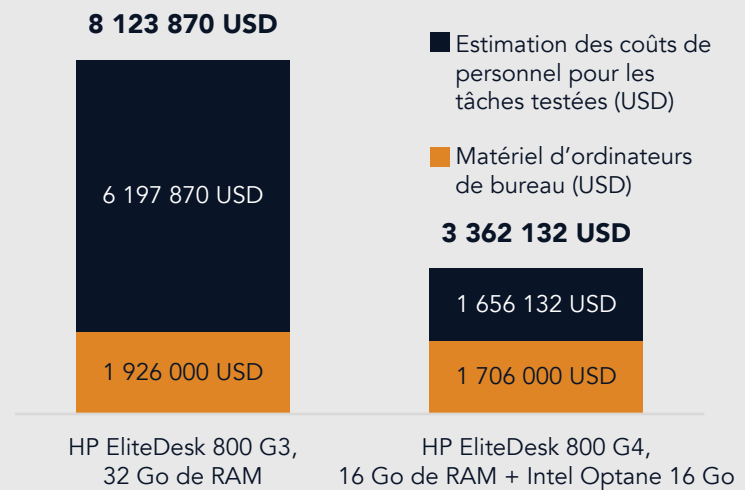 8 123 870 USD
6 197 870 USD
1 926 000 USD
HP EliteDesk 800 G3,
32 Go de RAM
Estimation des coûts de
personnel pour les
tâches testées (USD)
Matériel d’ordinateurs
de bureau (USD)
3 362 132 USD
1 656 132 USD
1 706 000 USD
HP EliteDesk 800 G4,
16 Go de RAM + Intel Optane 16 Go